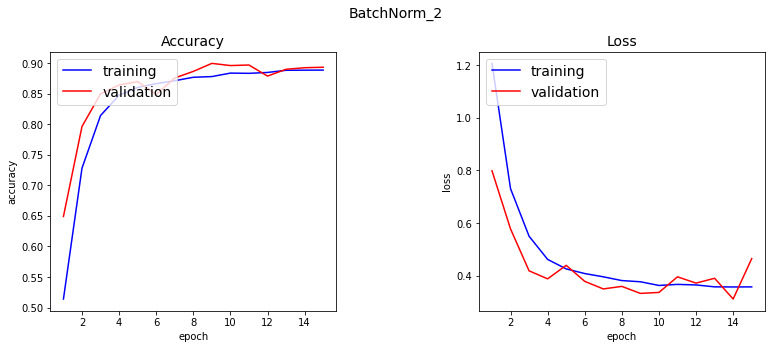 BatchNorm_2
Accuracy
training
validation
0.90
0.85
0.80
0.75
0.70
0.65
0.60
0.55
0.50
accuracy
2 4 6 8 10 12 14
epoch
Loss
training
validation
1.2
1.0
0.8
0.6
0.4
loss
2 4 6 8 10 12 14
epoch